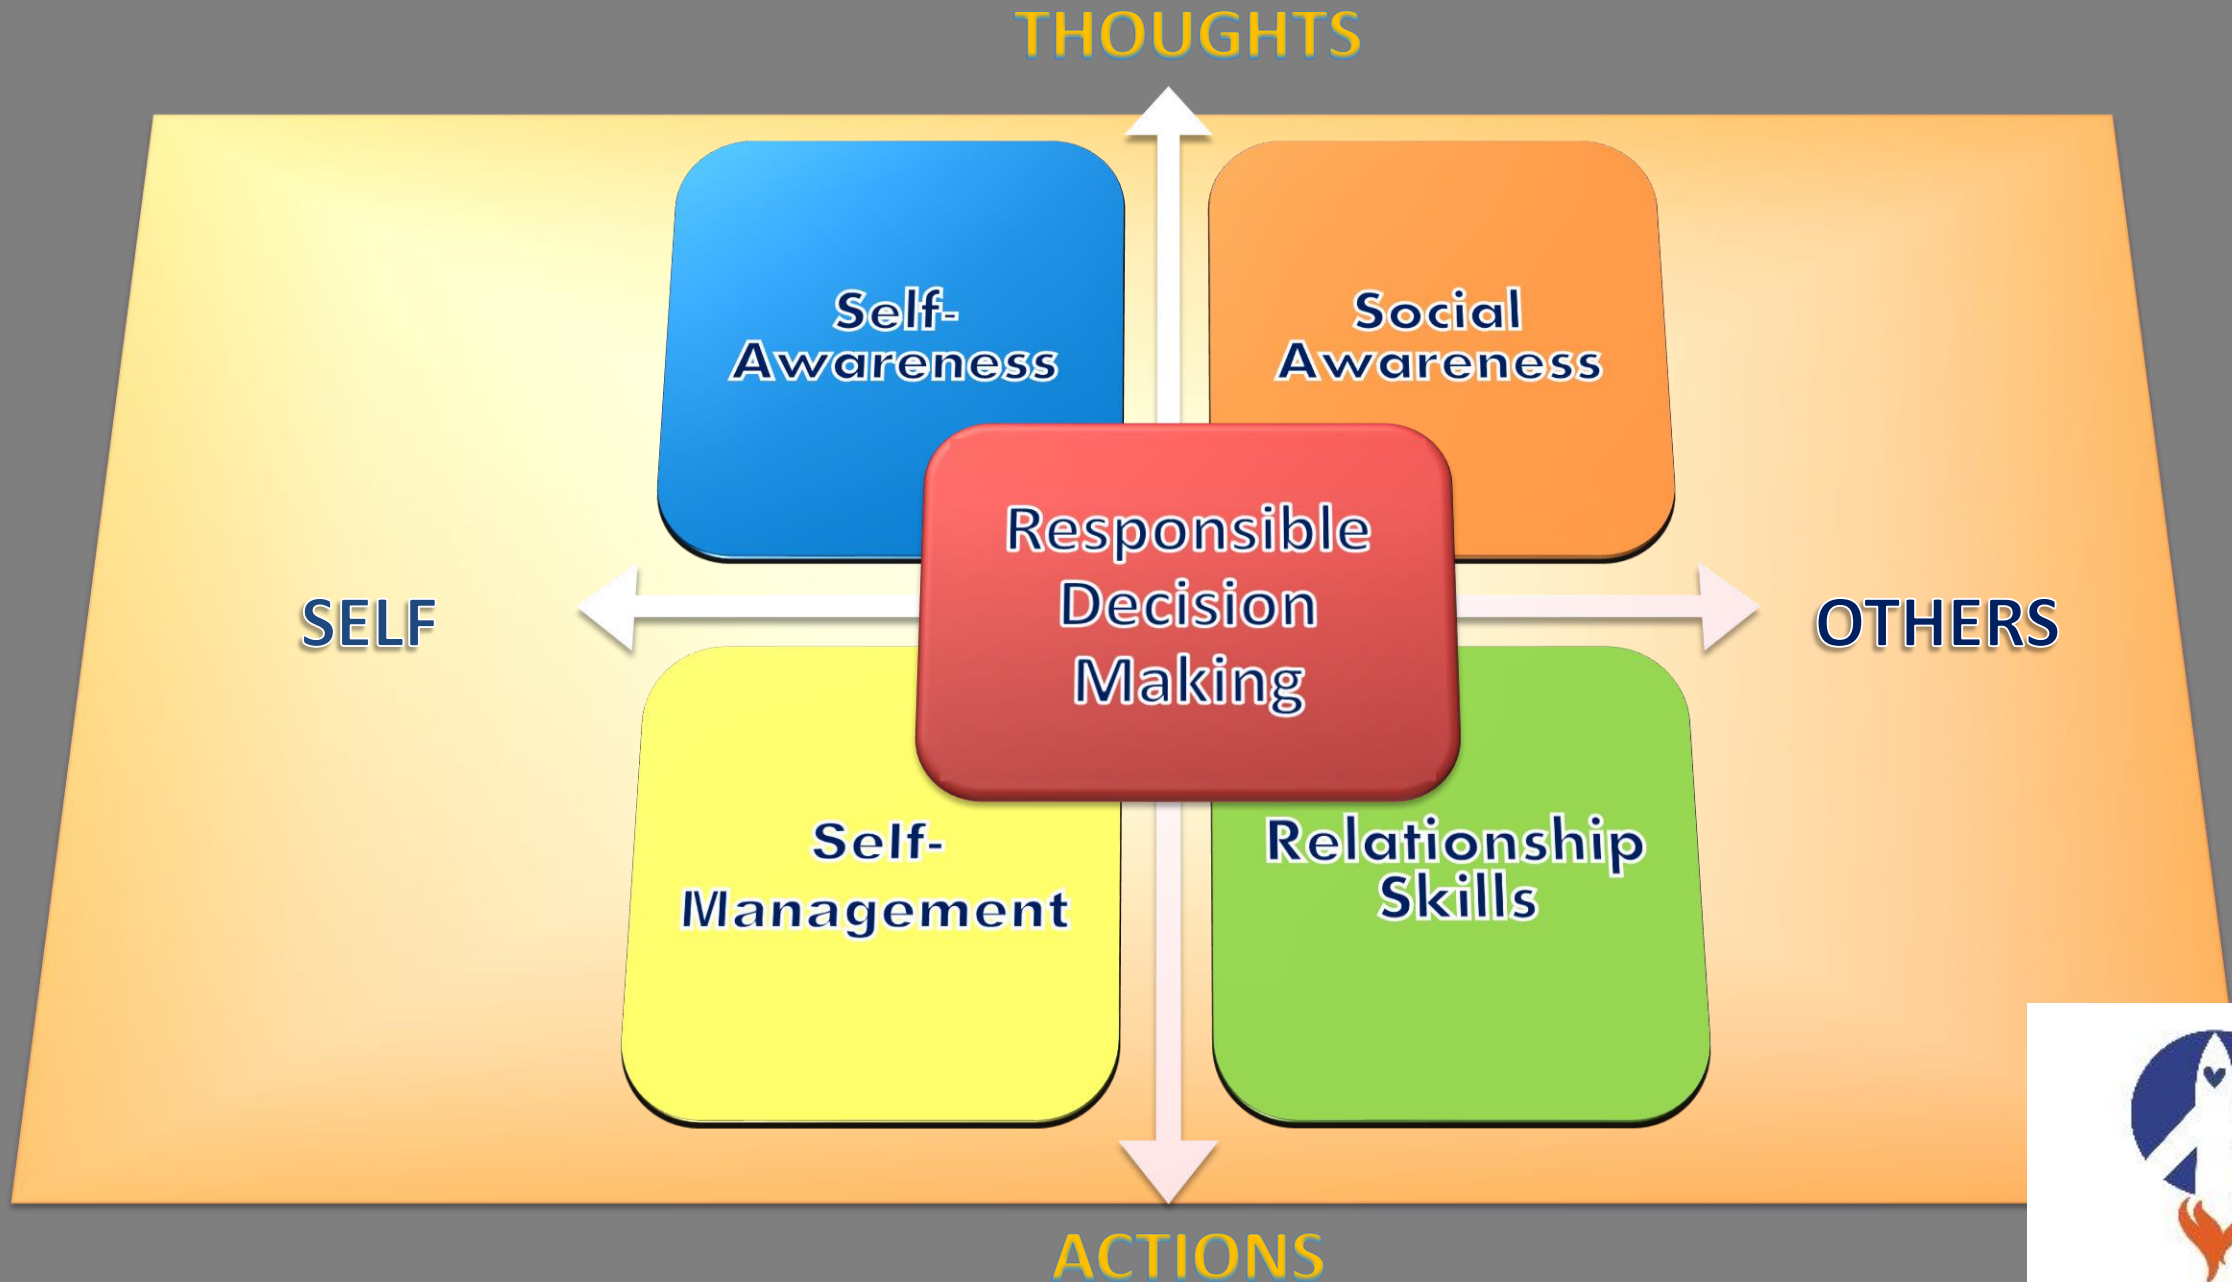 THOUGHTS
Self-
Awareness
Social
Awareness
Responsible
Decision
Making
SELF
OTHERS
Self-
Management
Relationship
Skills
ACTIONS